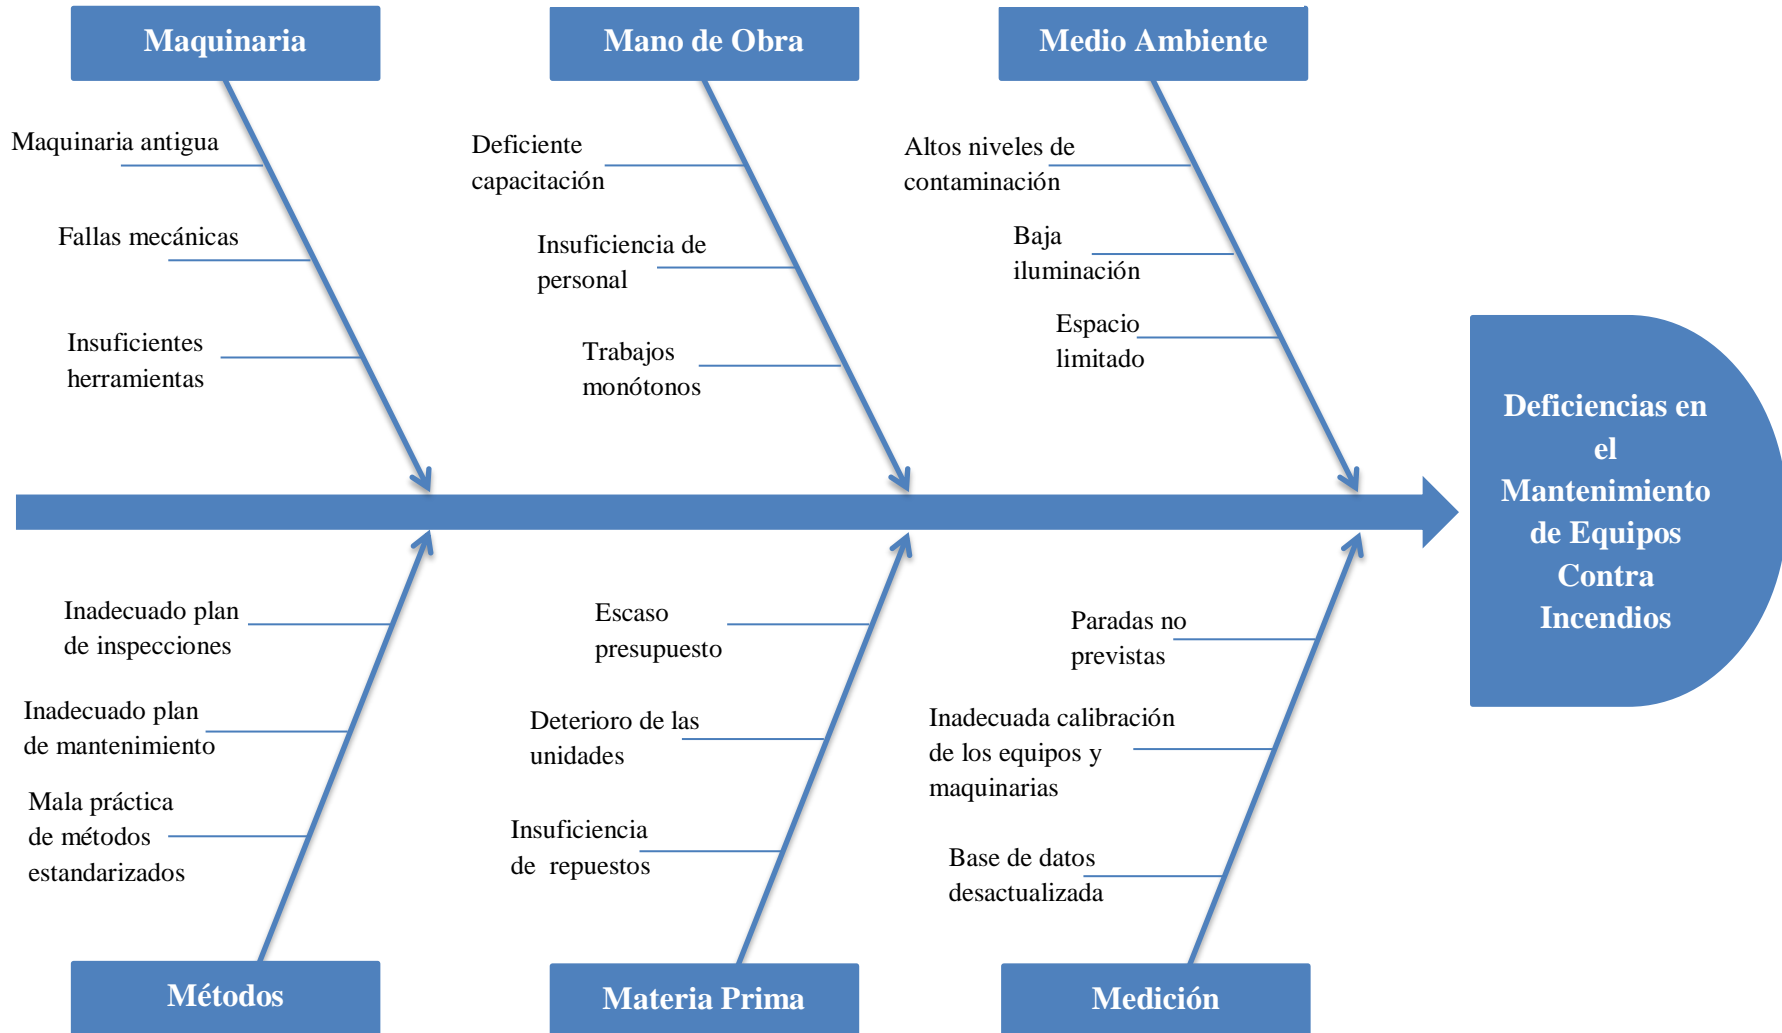 Maquinaria
Mano de Obra
Medio Ambiente
Maquinaria antigua
Fallas mecánicas
Insuficientes
herramientas
Deficiente
capacitación
Insuficiencia de
personal
Trabajos
monótonos
Altos niveles de
contaminación
Baja
iluminación
Espacio
limitado
Deficiencias en
el
Mantenimiento
de Equipos
Contra
Incendios
Inadecuado plan
de inspecciones
Inadecuado plan
de mantenimiento
Mala práctica
de métodos
estandarizados
Escaso
presupuesto
Deterioro de las
unidades
Insuficiencia
de repuestos
Paradas no
previstas
Inadecuada calibración
de los equipos y
maquinarias
Base de datos
desactualizada
Métodos
Materia Prima
Medición